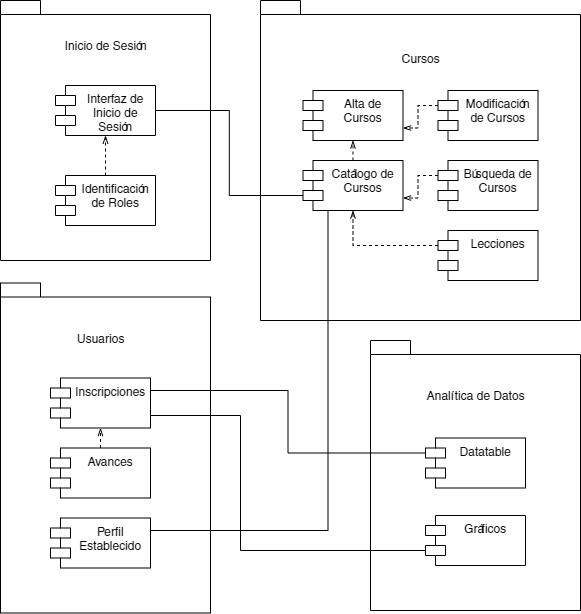 Inicio de Sesión
Interfaz de
Inicio de
Sesión
Identificación
de Roles
Cursos
Alta de
Cursos
Modificación
de Cursos
Catálogo de
Cursos
Búsqueda de
Cursos
Lecciones
Usuarios
Inscripciones
Avances
Perfil
Establecido
Analítica de Datos
Datatable
Gráficos